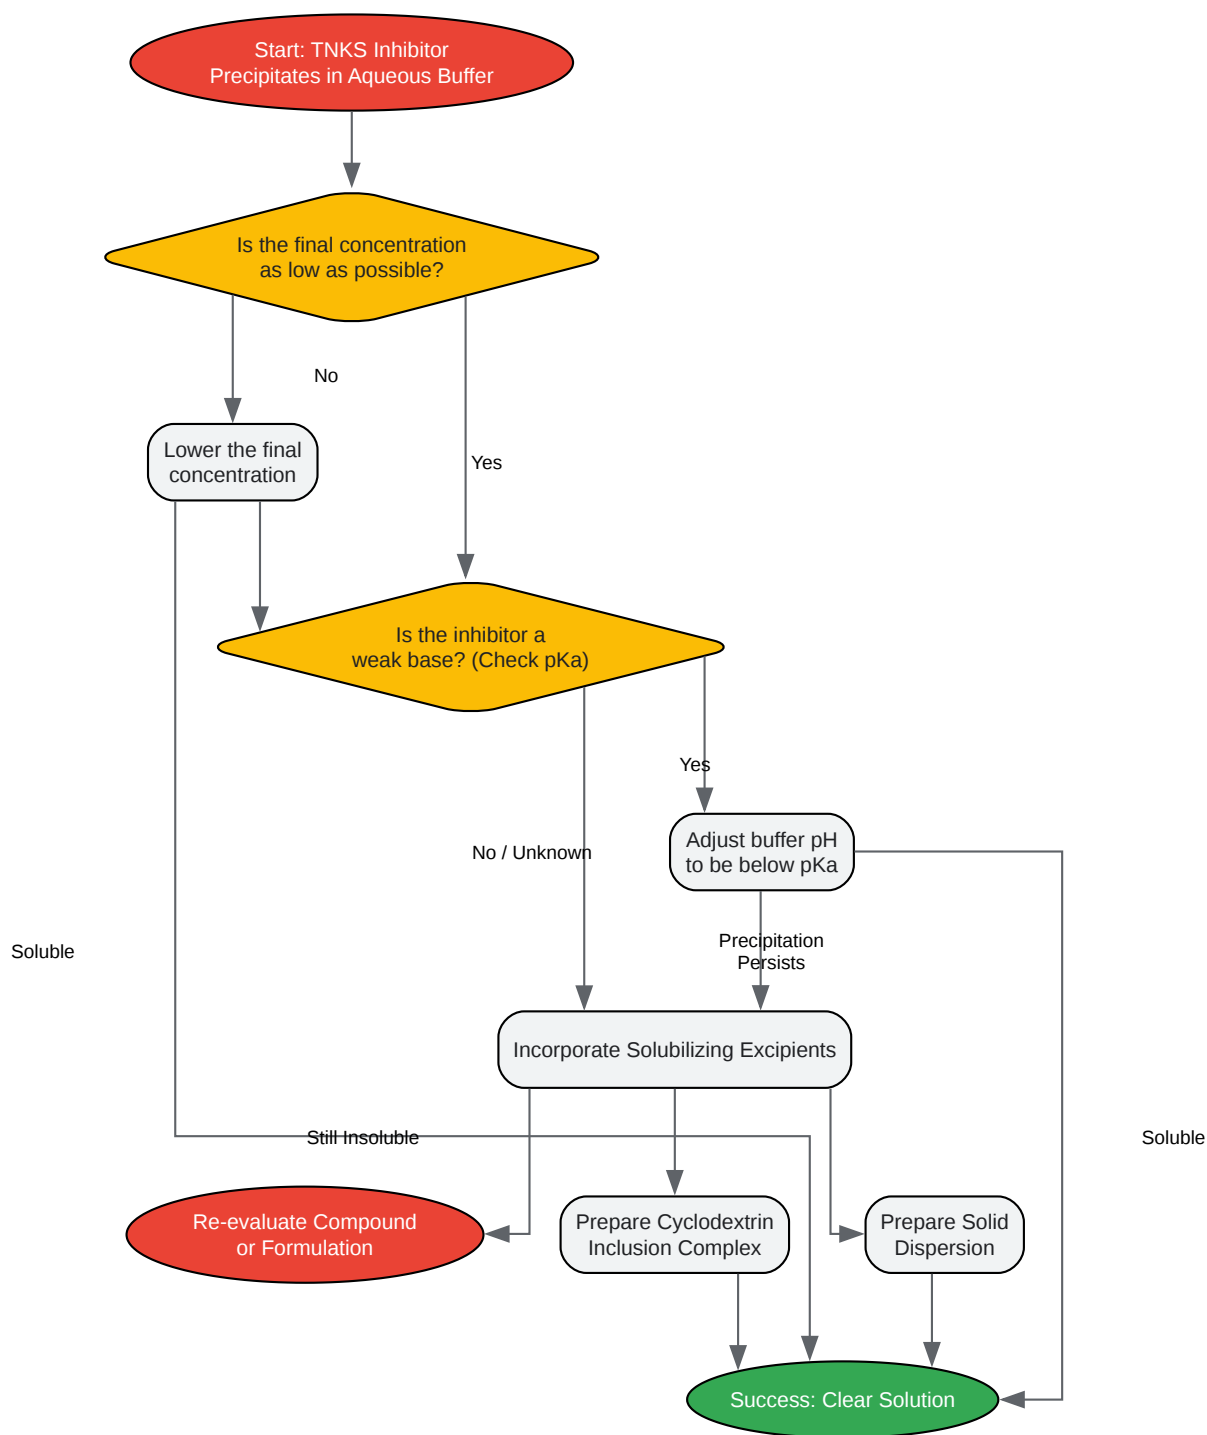 Start: TNKS Inhibitor
Precipitates in Aqueous Buffer
Is the final concentration
as low as possible?
No
Lower the final
concentration
Yes
Is the inhibitor a
weak base? (Check pKa)
Yes
Adjust buffer pH
to be below pKa
No / Unknown
Precipitation
Persists
Soluble
Incorporate Solubilizing Excipients
Still Insoluble
Soluble
Re-evaluate Compound
or Formulation
Prepare Cyclodextrin
Inclusion Complex
Prepare Solid
Dispersion
Success: Clear Solution